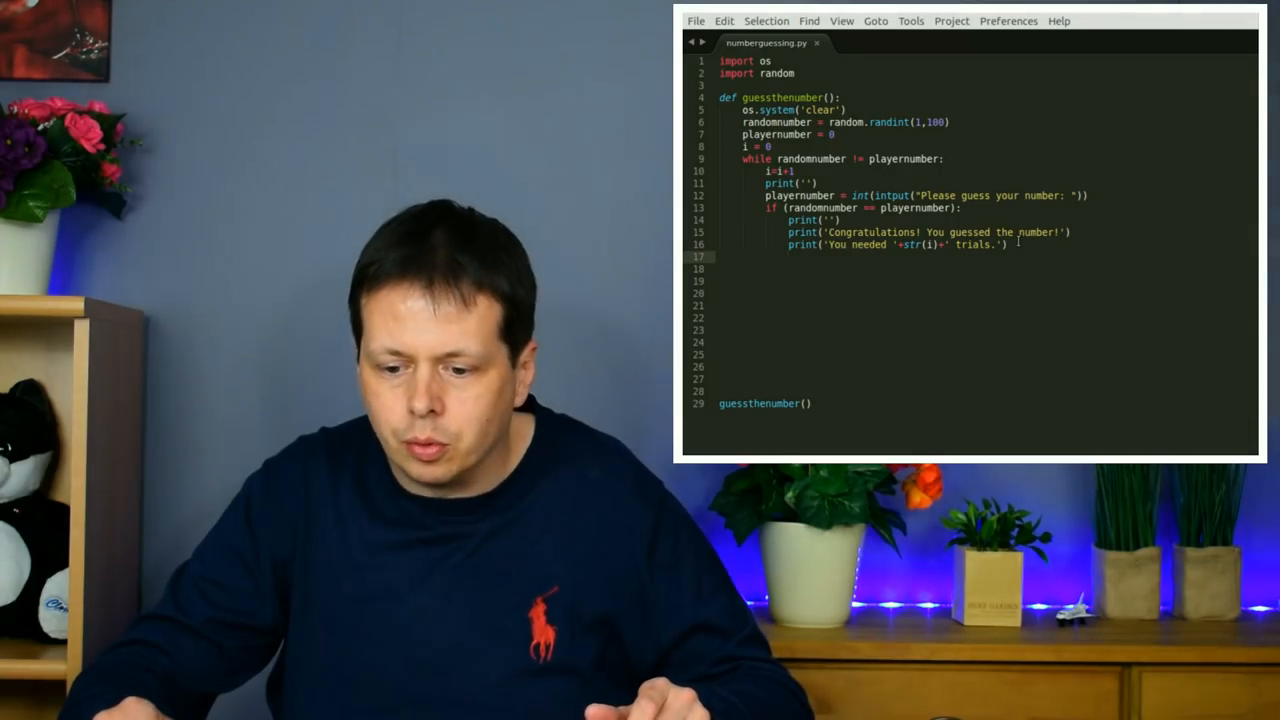 File Edit Selection Find View Goto Tools Project Preferences Help
numberguessing.py ×
1 import os
2 import random
3
4 def guessthenumber():
5 os.system('clear')
6 randomnumber = random.randint(1,100)
7 playernumber = 0
8 i = 0
9 while randomnumber != playernumber:
10 i=i+1
11 print('')
12 playernumber = int(intput("Please guess your number: "))
13 if (randomnumber == playernumber):
14 print('')
15 print('Congratulations! You guessed the number!')
16 print('You needed '+str(i)+' trials.')
17
18
19
20
21
22
23
24
25
26
27
28
29 guessthenumber()